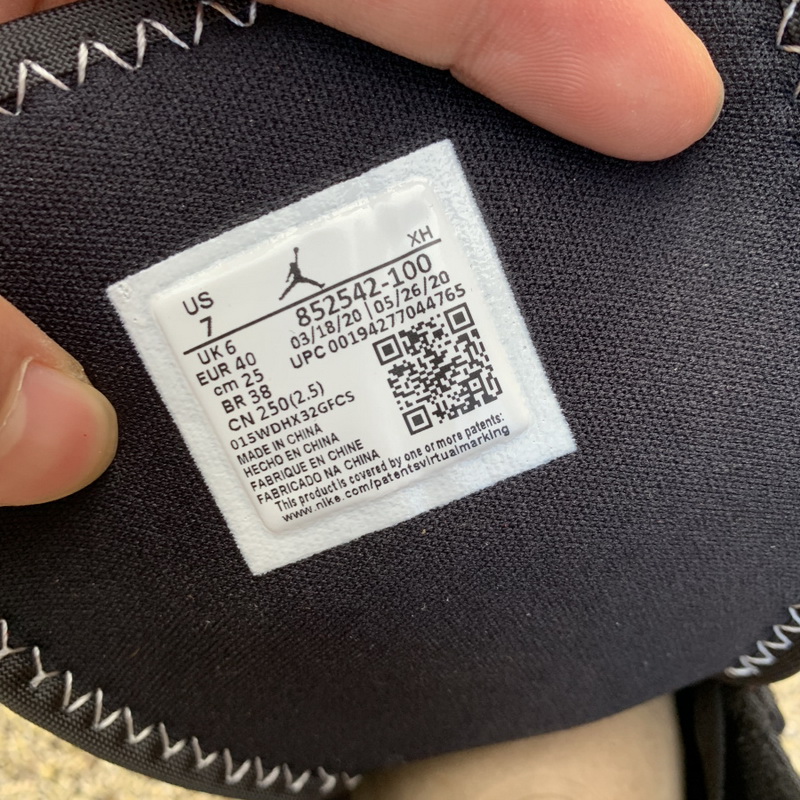 XH
US
7
852542-100
03/18/20 | 05/26/20
UPC 00194277044765
UK 6
EUR 40
cm 25
BR 38
CN 250(2.5)
015WDHX32GFCS
MADE IN CHINA
HECHO EN CHINA
FABRIQUE EN CHINE
FABRICADO NA CHINA
This product is covered by one or more patents:
www.nike.com/patentsvirtualmarking